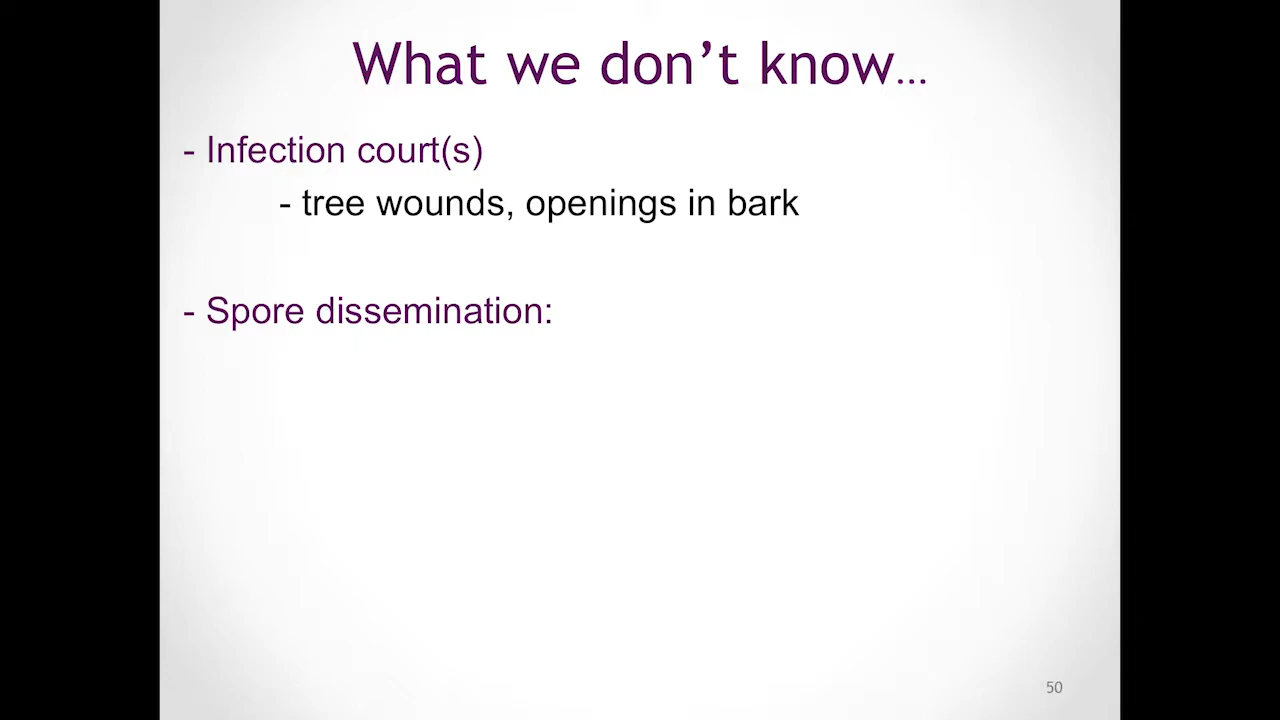 What we don’t know…
- Infection court(s)
- tree wounds, openings in bark
- Spore dissemination:
50